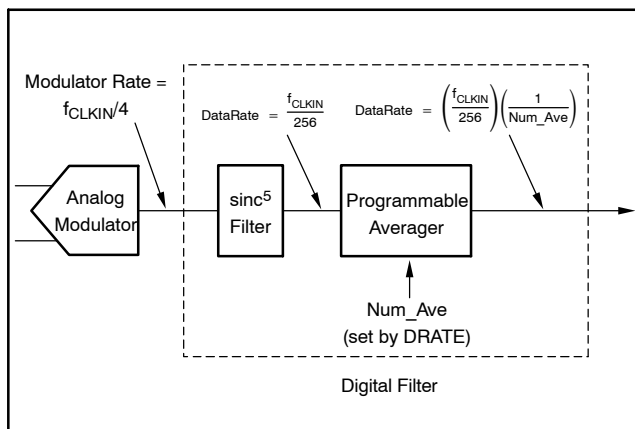 Modulator Rate =
fCLKIN/4
DataRate = fCLKIN/256
DataRate = (fCLKIN/256)(1/Num_Ave)
Analog
Modulator
sinc5
Filter
Programmable
Averager
Num_Ave
(set by DRATE)
Digital Filter